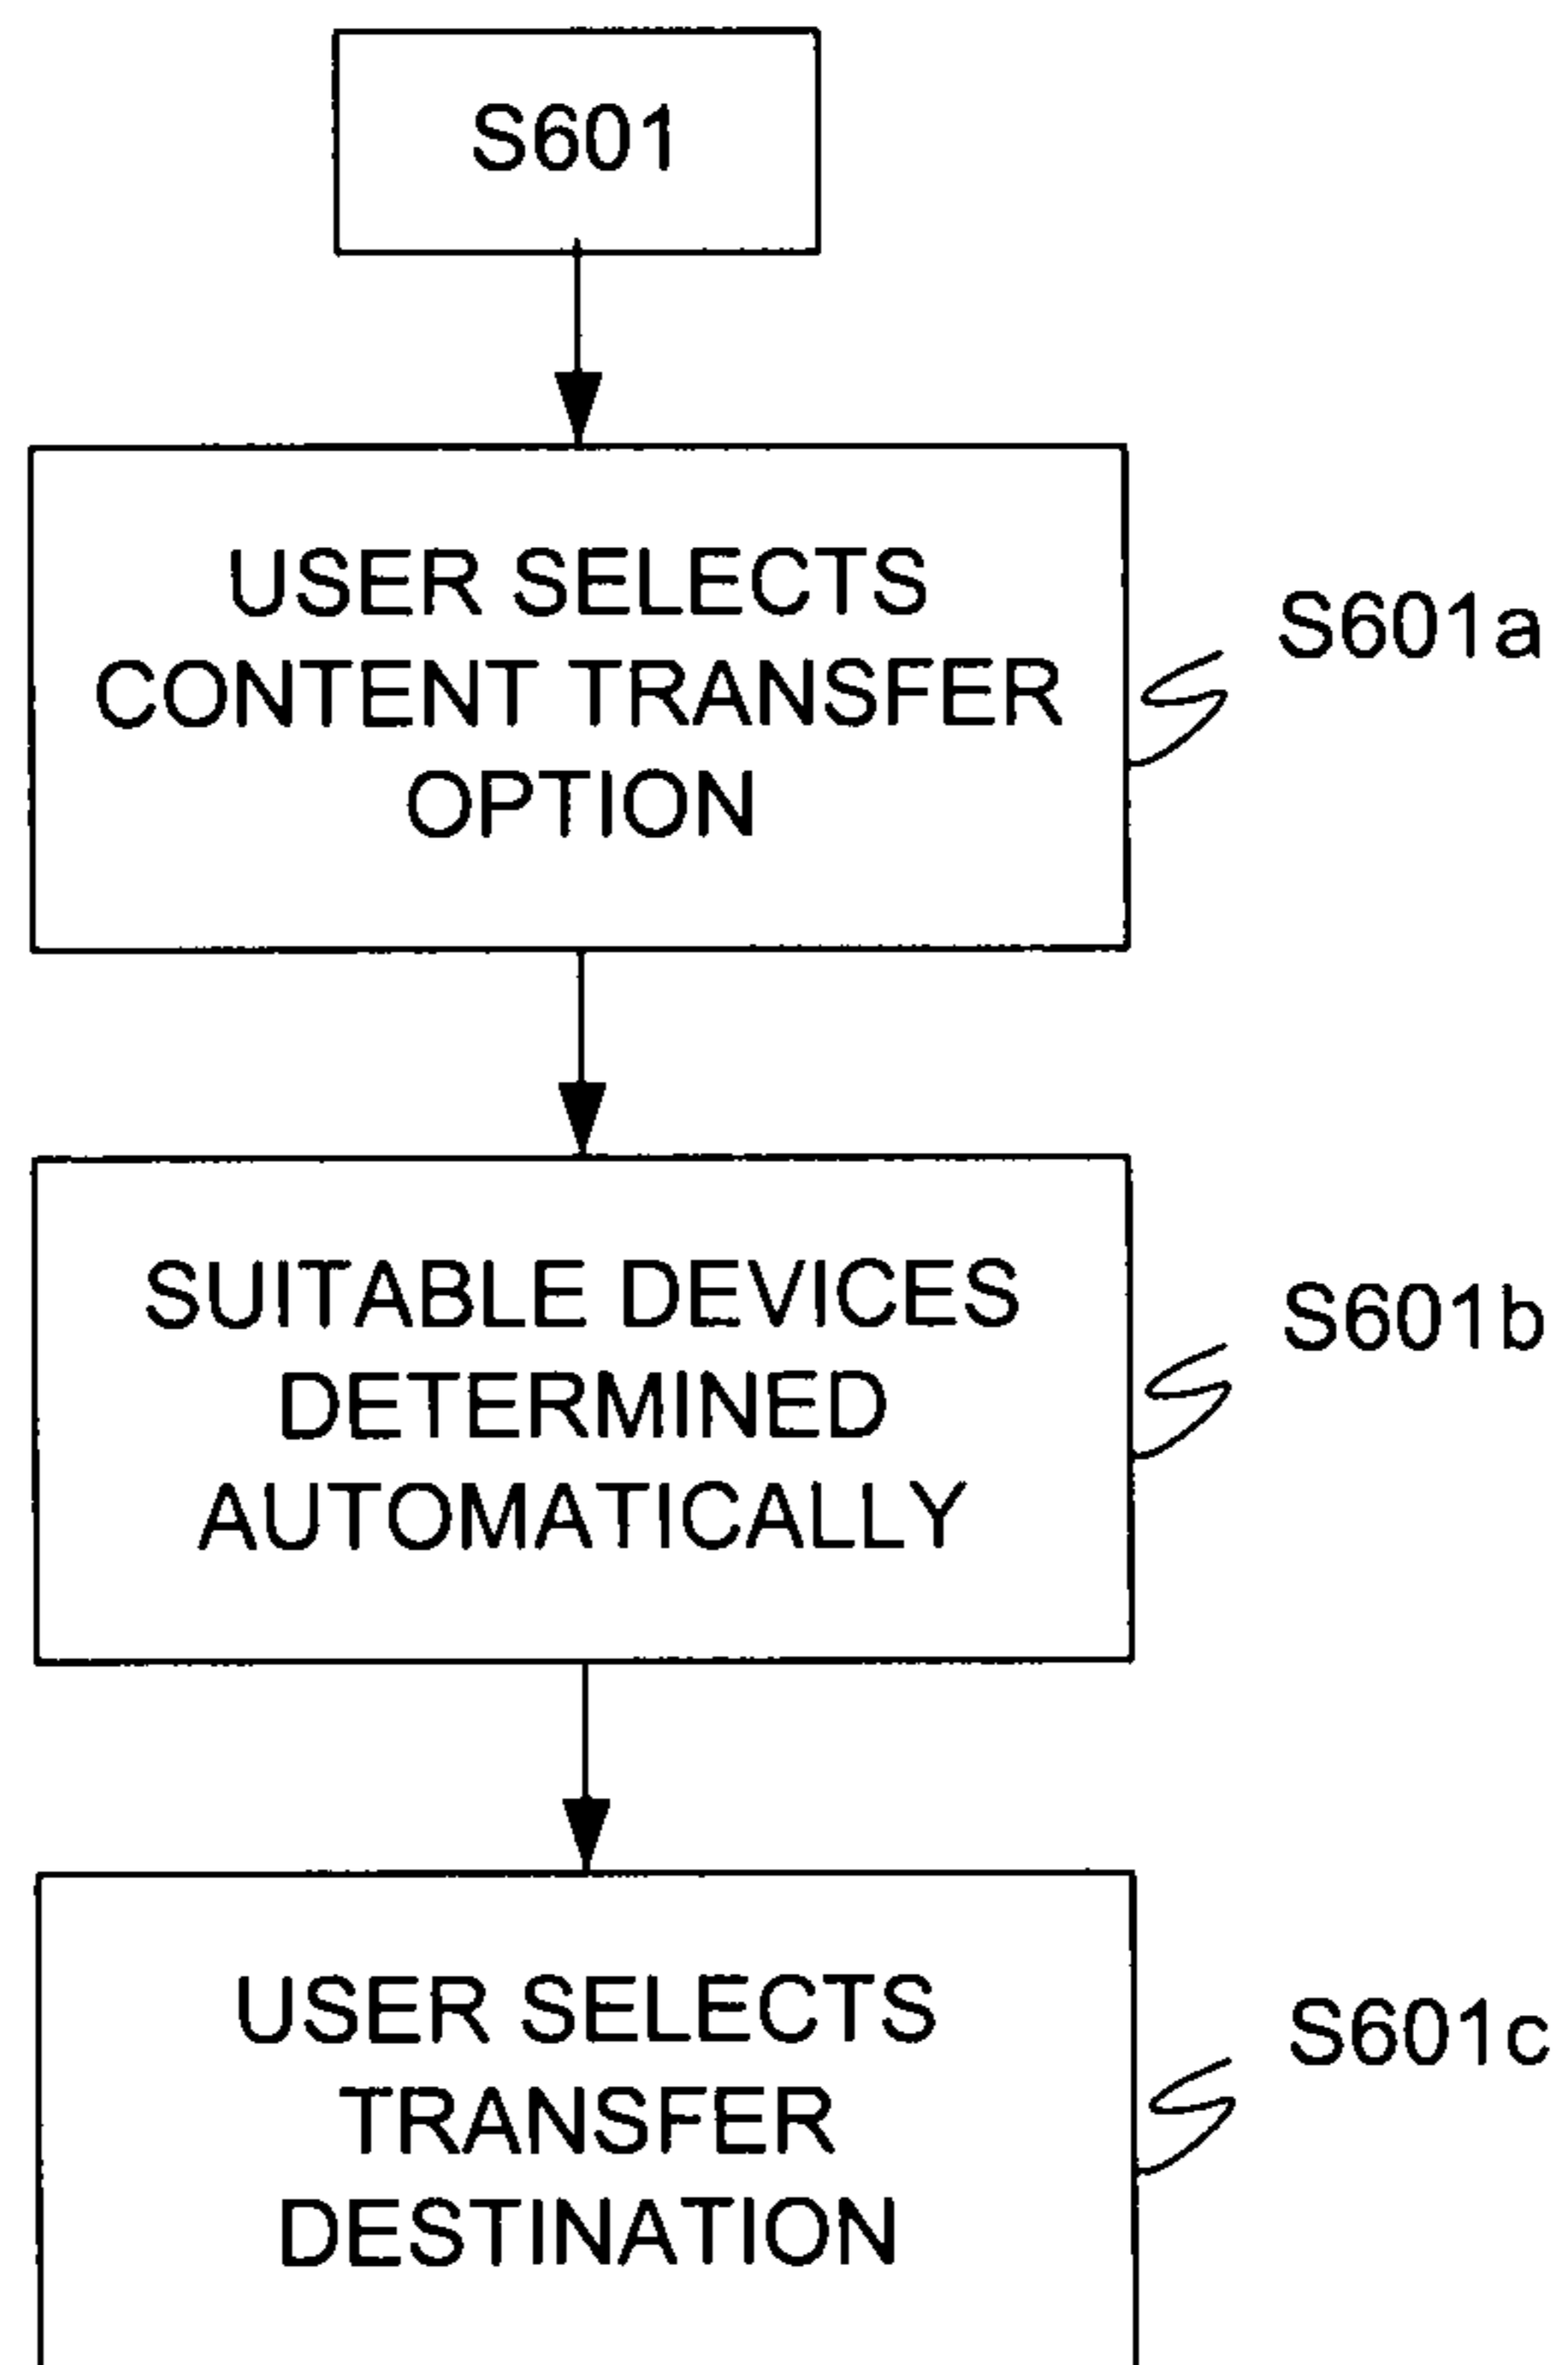 S601
USER SELECTS
CONTENT TRANSFER
OPTION
S601a
SUITABLE DEVICES
DETERMINED
AUTOMATICALLY
S601b
USER SELECTS
TRANSFER
DESTINATION
S601c